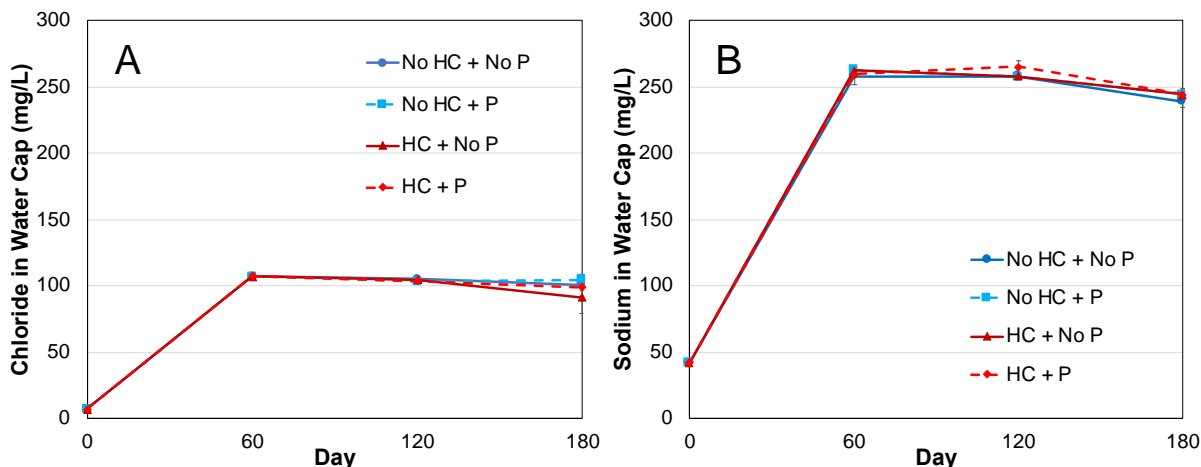 A
Chloride in Water Cap (mg/L)
300
250
200
150
100
50
0
0 60 120 180
Day
No HC + No P
No HC + P
HC + No P
HC + P
B
Sodium in Water Cap (mg/L)
300
250
200
150
100
50
0
0 60 120 180
Day
No HC + No P
No HC + P
HC + No P
HC + P